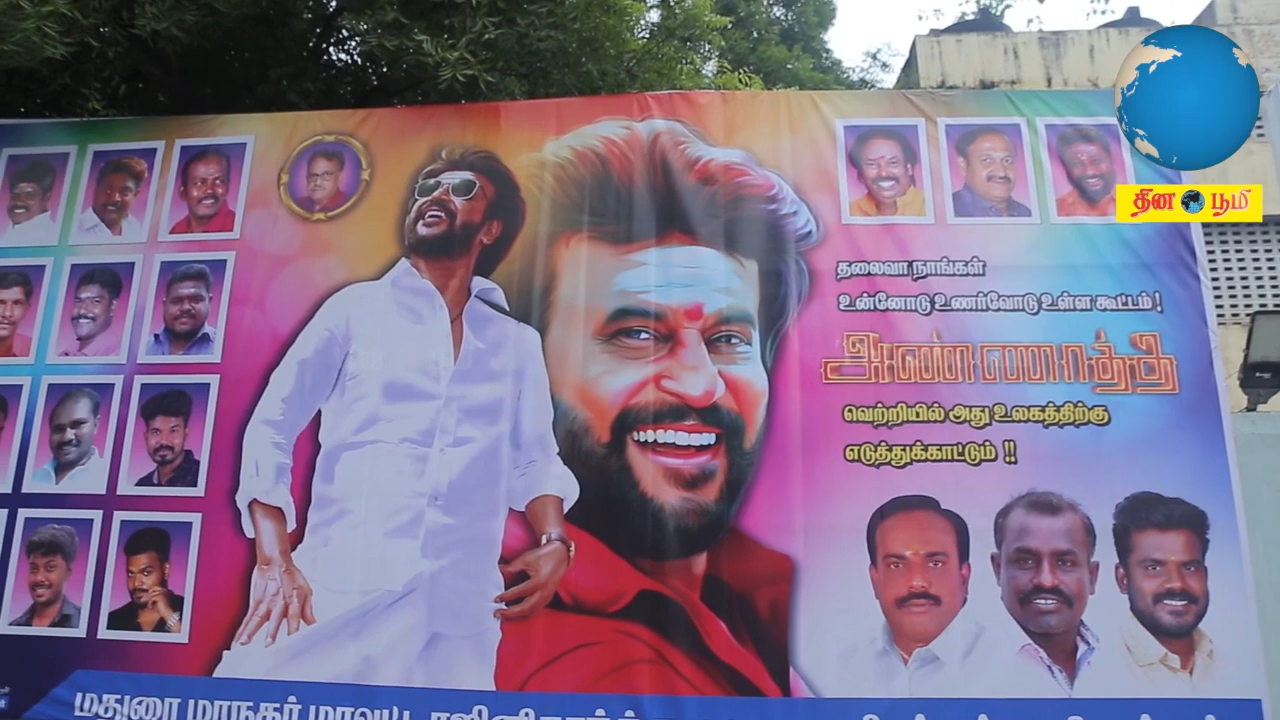 தின பூமி
தலைவா நாங்கள்
உன்னோடு உணர்வோடு உள்ள கூட்டம் !
அண்ணாத்த
வெற்றியில் அது உலகத்திற்கு
எடுத்துக்காட்டும் !!
மதுரை மாநகர் மாவட்ட